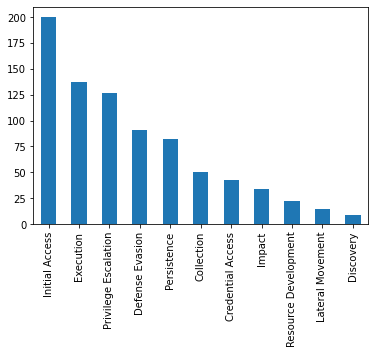 200
175
150
125
100
75
50
25
0
Initial Access
Execution
Privilege Escalation
Defense Evasion
Persistence
Collection
Credential Access
Impact
Resource Development
Lateral Movement
Discovery